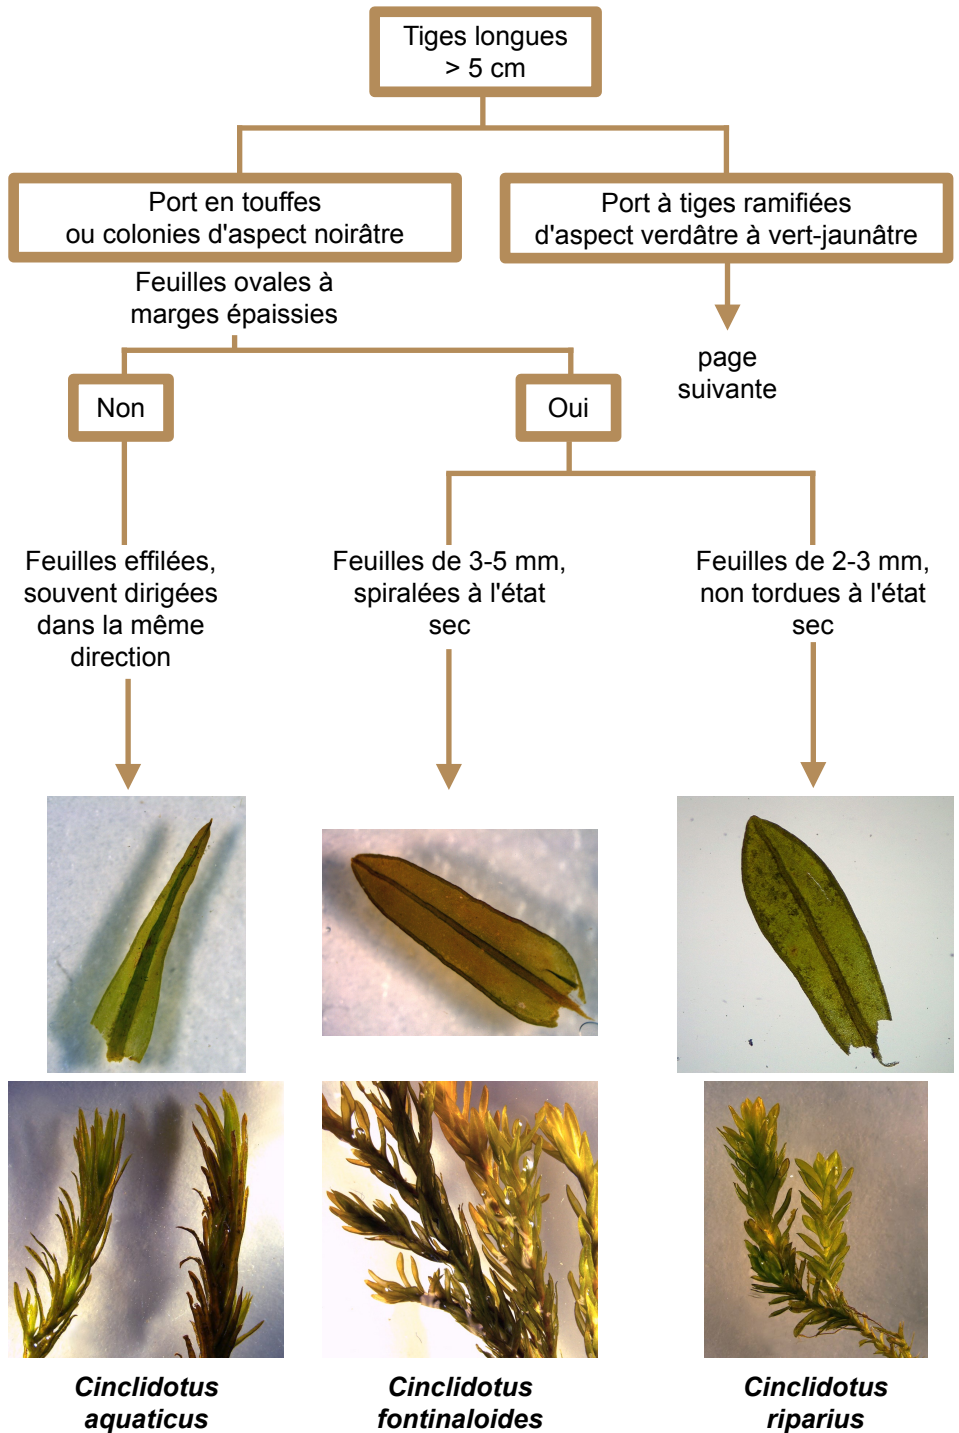 Tiges longues
> 5 cm
Port en touffes
ou colonies d'aspect noirâtre
Port à tiges ramifiées
d'aspect verdâtre à vert-jaunâtre
Feuilles ovales à
marges épaissies
page
suivante
Non
Oui
Feuilles effilées,
souvent dirigées
dans la même
direction
Feuilles de 3-5 mm,
spiralées à l'état
sec
Feuilles de 2-3 mm,
non tordues à l'état
sec
Cinclidotus
aquaticus
Cinclidotus
fontinaloides
Cinclidotus
riparius